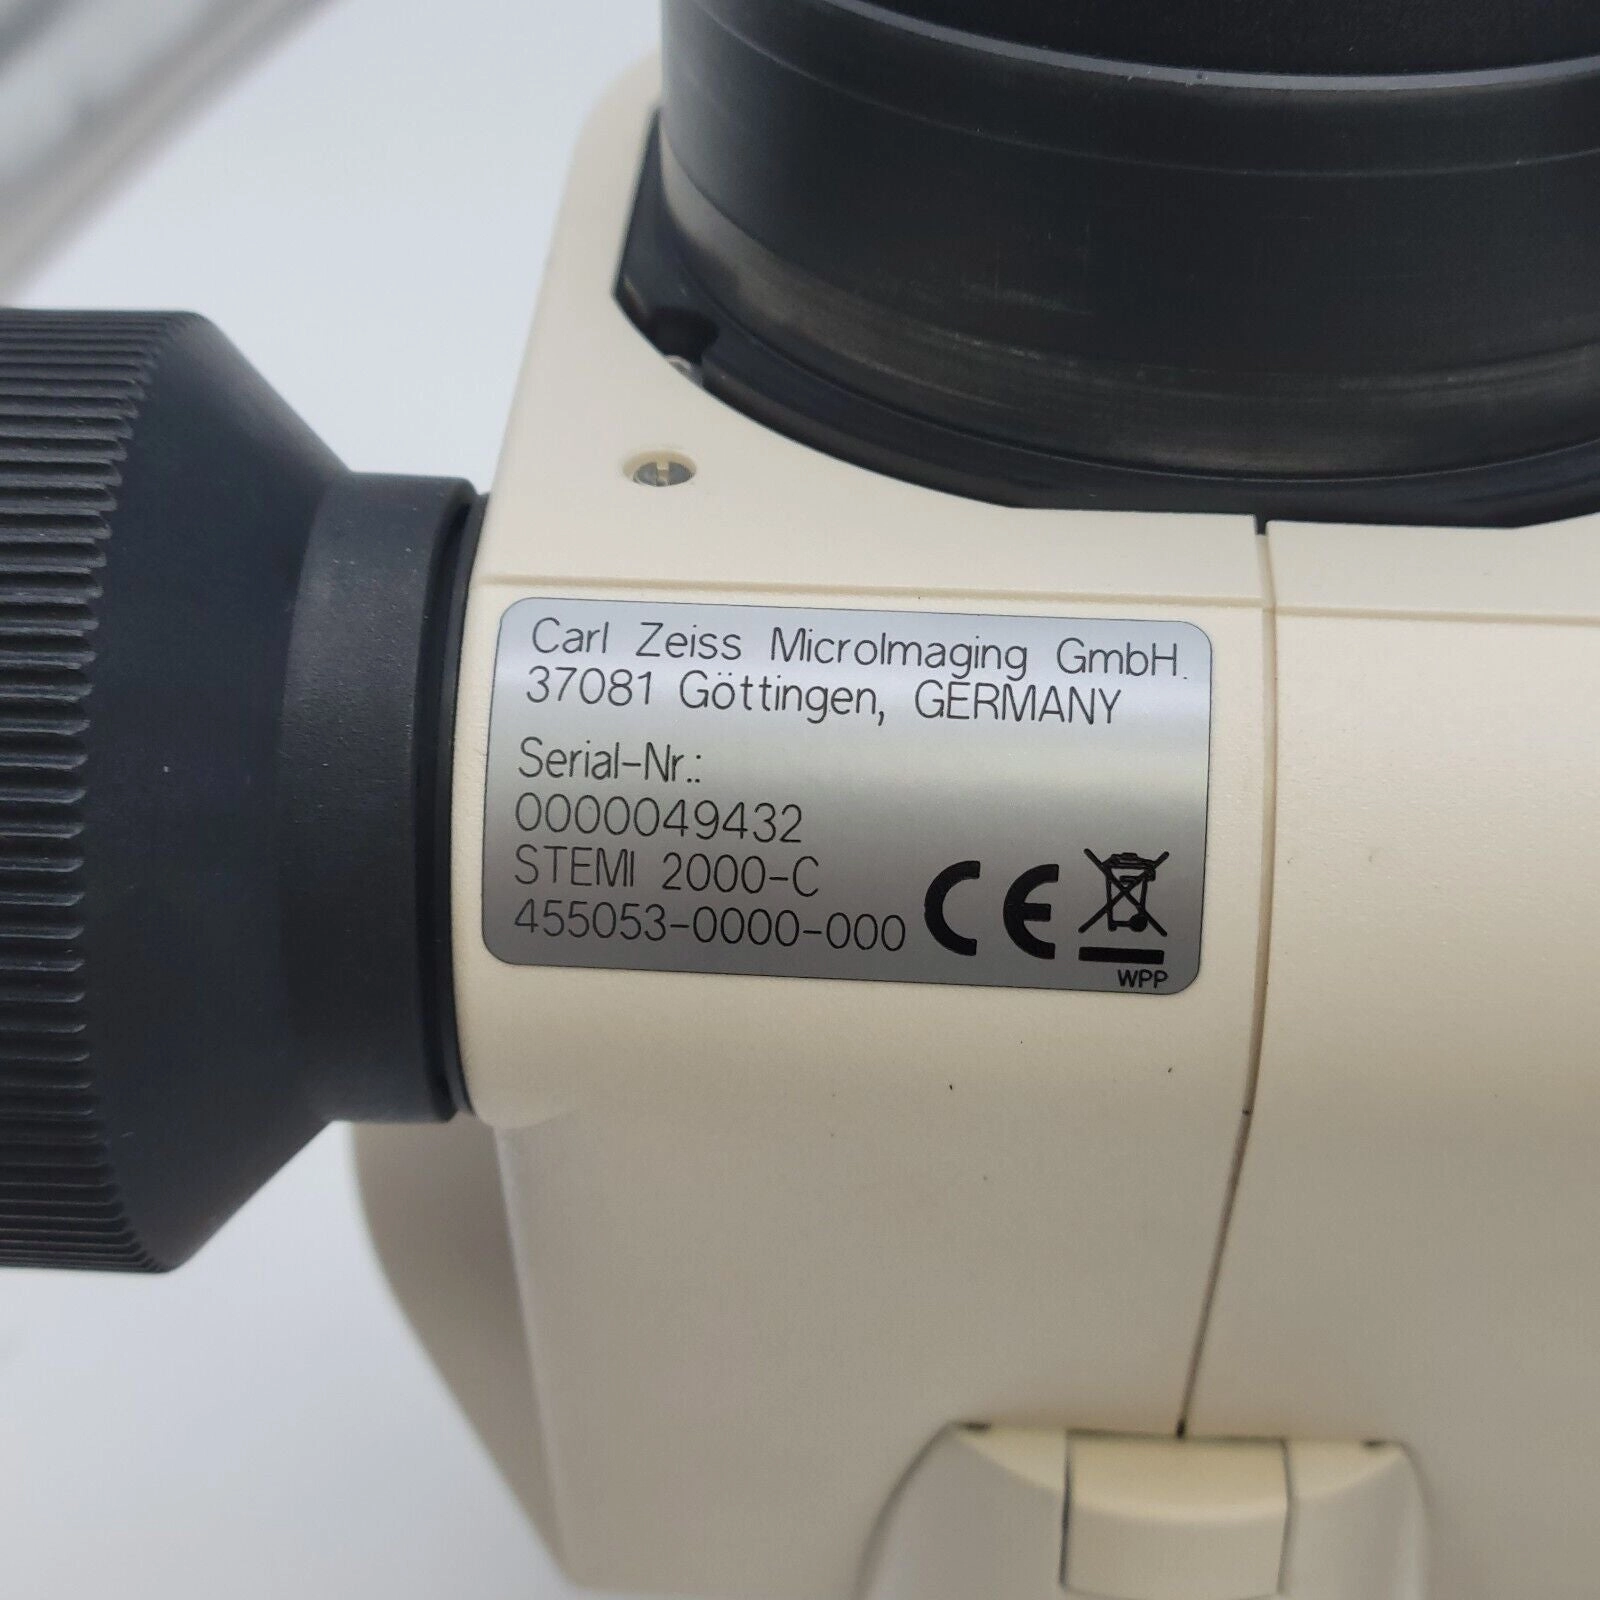 Carl Zeiss MicroImaging GmbH.
37081 Göttingen, GERMANY
Serial-Nr.:
0000049432
STEMI 2000-C
455053-0000-000 CE
WPP